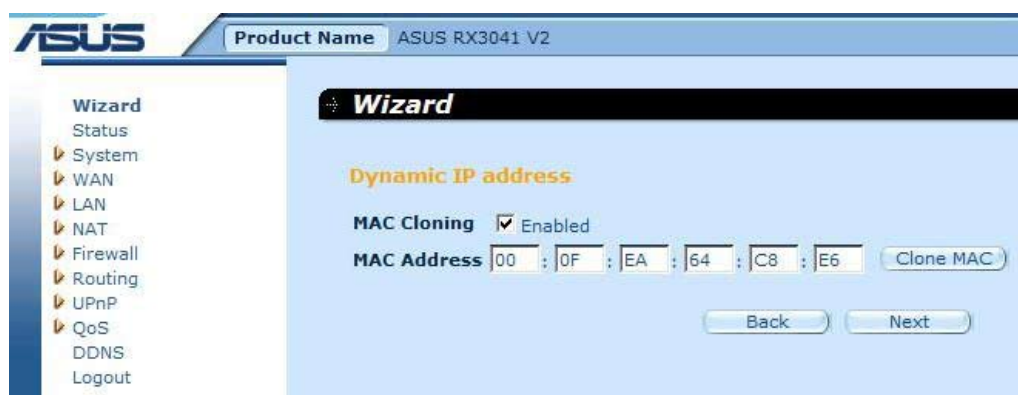 ASUS
Product Name ASUS RX3041 V2
Wizard
Status
System
WAN
LAN
NAT
Firewall
Routing
UPnP
QoS
DDNS
Logout
Wizard
Dynamic IP address
MAC Cloning Enabled
MAC Address 00 : 0F : EA : 64 : C8 : E6 Clone MAC
Back Next